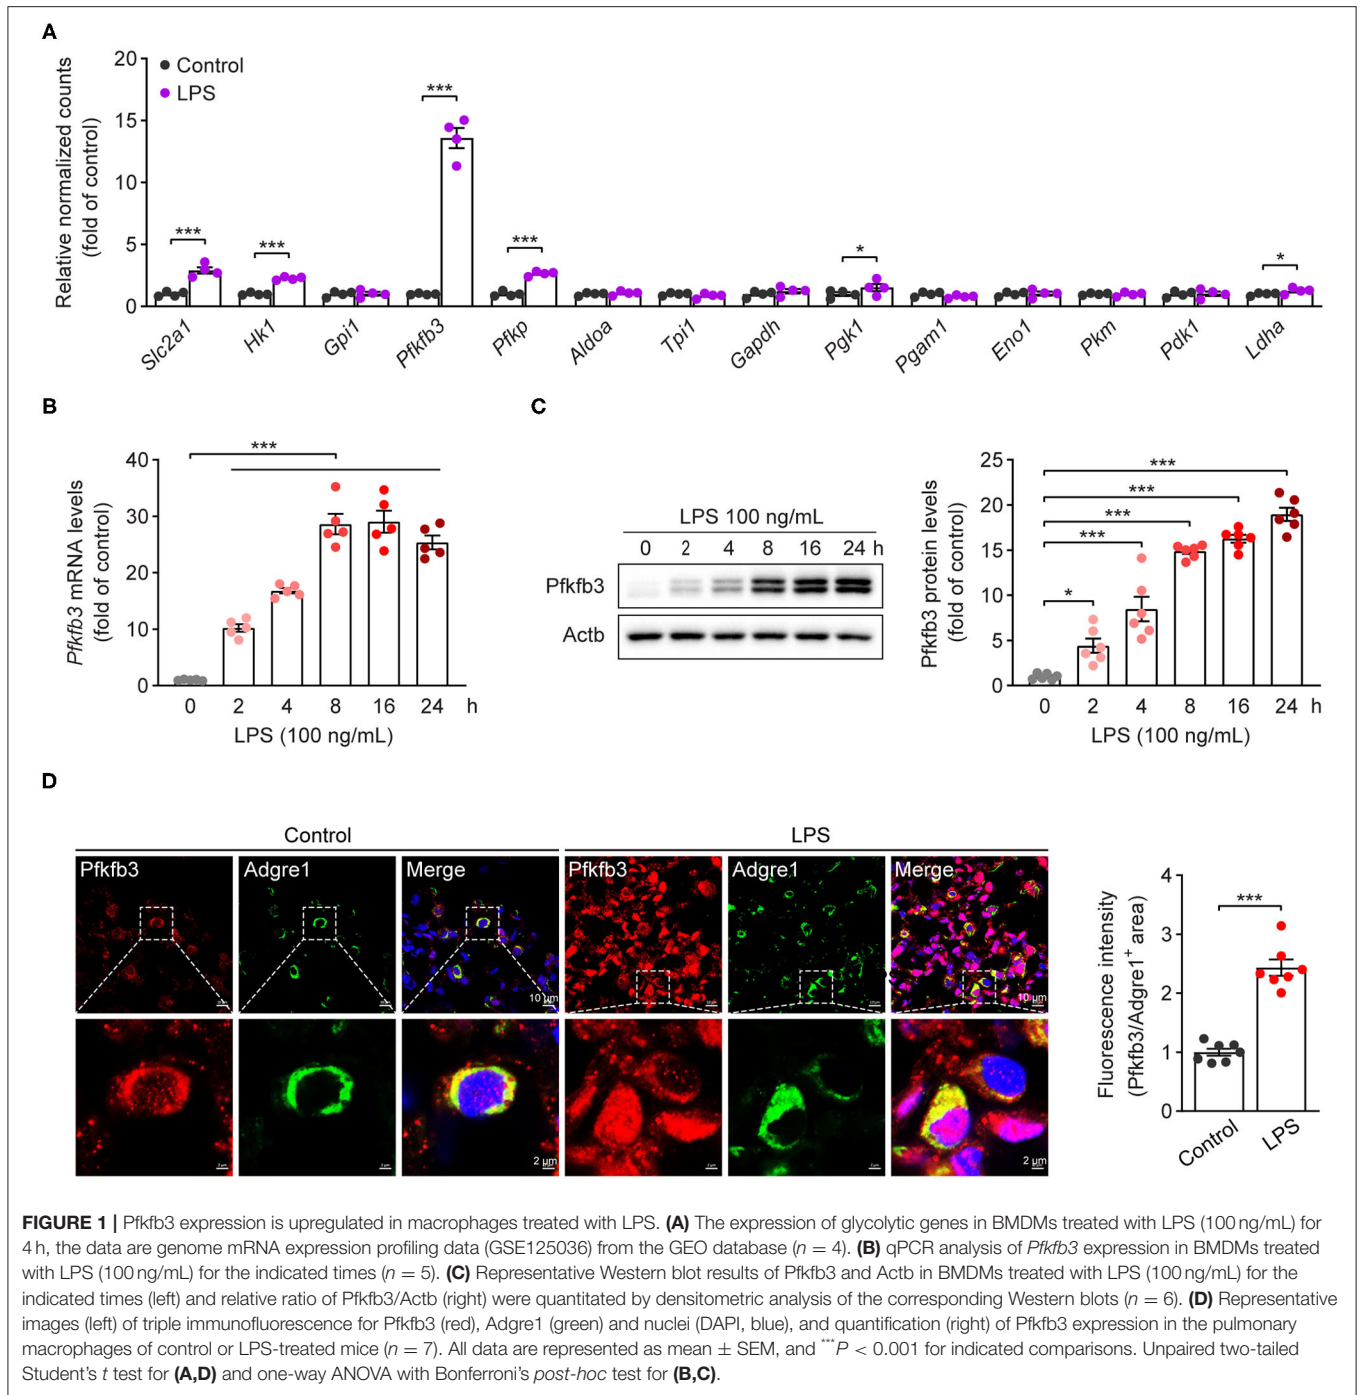 A
20
15
10
5
0
Relative normalized counts
(fold of control)
Control
LPS
***
***
***
***
*
*
Slc2a1
Hk1
Gpi1
Pfkfb3
Pfkp
Aldoa
Tpi1
Gapdh
Pgk1
Pgam1
Eno1
Pkm
Pdk1
Ldha
B
40
30
20
10
0
Pfkfb3 mRNA levels
(fold of control)
***
0 2 4 8 16 24 h
LPS (100 ng/mL)
C
LPS 100 ng/mL
0 2 4 8 16 24 h
Pfkfb3
Actb
25
20
15
10
5
0
Pfkfb3 protein levels
(fold of control)
***
***
***
***
*
0 2 4 8 16 24 h
LPS (100 ng/mL)
D
Control LPS
Pfkfb3 Adgre1 Merge Pfkfb3 Adgre1 Merge
10 µm 10 µm
2 µm 2 µm
4
3
2
1
0
Fluorescence intensity
(Pfkfb3/Adgre1⁺ area)
***
Control LPS
FIGURE 1 | Pfkfb3 expression is upregulated in macrophages treated with LPS. (A) The expression of glycolytic genes in BMDMs treated with LPS (100 ng/mL) for
4 h, the data are genome mRNA expression profiling data (GSE125036) from the GEO database (n = 4). (B) qPCR analysis of Pfkfb3 expression in BMDMs treated
with LPS (100 ng/mL) for the indicated times (n = 5). (C) Representative Western blot results of Pfkfb3 and Actb in BMDMs treated with LPS (100 ng/mL) for the
indicated times (left) and relative ratio of Pfkfb3/Actb (right) were quantitated by densitometric analysis of the corresponding Western blots (n = 6). (D) Representative
images (left) of triple immunofluorescence for Pfkfb3 (red), Adgre1 (green) and nuclei (DAPI, blue), and quantification (right) of Pfkfb3 expression in the pulmonary
macrophages of control or LPS-treated mice (n = 7). All data are represented as mean ± SEM, and ***P < 0.001 for indicated comparisons. Unpaired two-tailed
Student's t test for (A,D) and one-way ANOVA with Bonferroni's post-hoc test for (B,C).